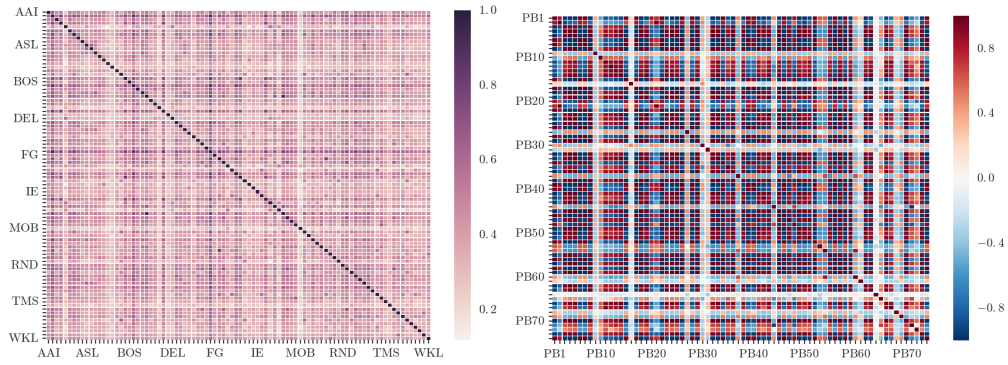 AAI
ASL
BOS
DEL
FG
IE
MOB
RND
TMS
WKL
AAI ASL BOS DEL FG IE MOB RND TMS WKL
1.0
0.8
0.6
0.4
0.2
PB1
PB10
PB20
PB30
PB40
PB50
PB60
PB70
PB1 PB10 PB20 PB30 PB40 PB50 PB60 PB70
0.8
0.4
0.0
−0.4
−0.8